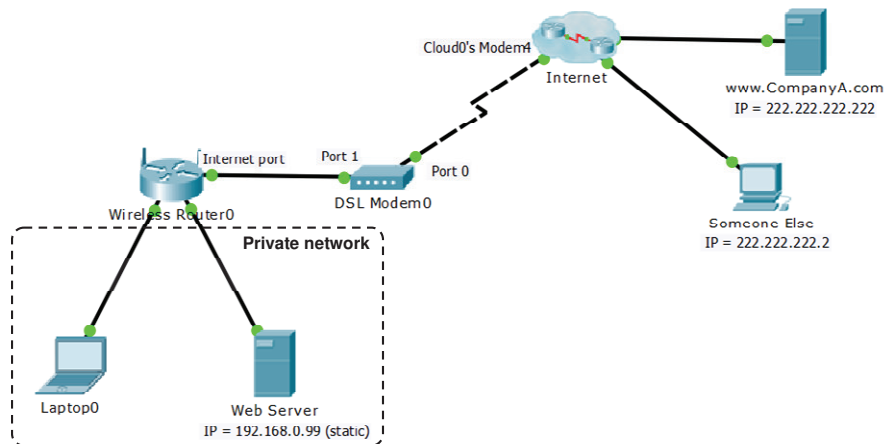 Cloud0's Modem4
Internet
www.CompanyA.com
IP = 222.222.222.222
Internet port
Port 1
Port 0
DSL Modem0
Wireless Router0
Someone Else
IP = 222.222.222.2
Private network
Laptop0
Web Server
IP = 192.168.0.99 (static)